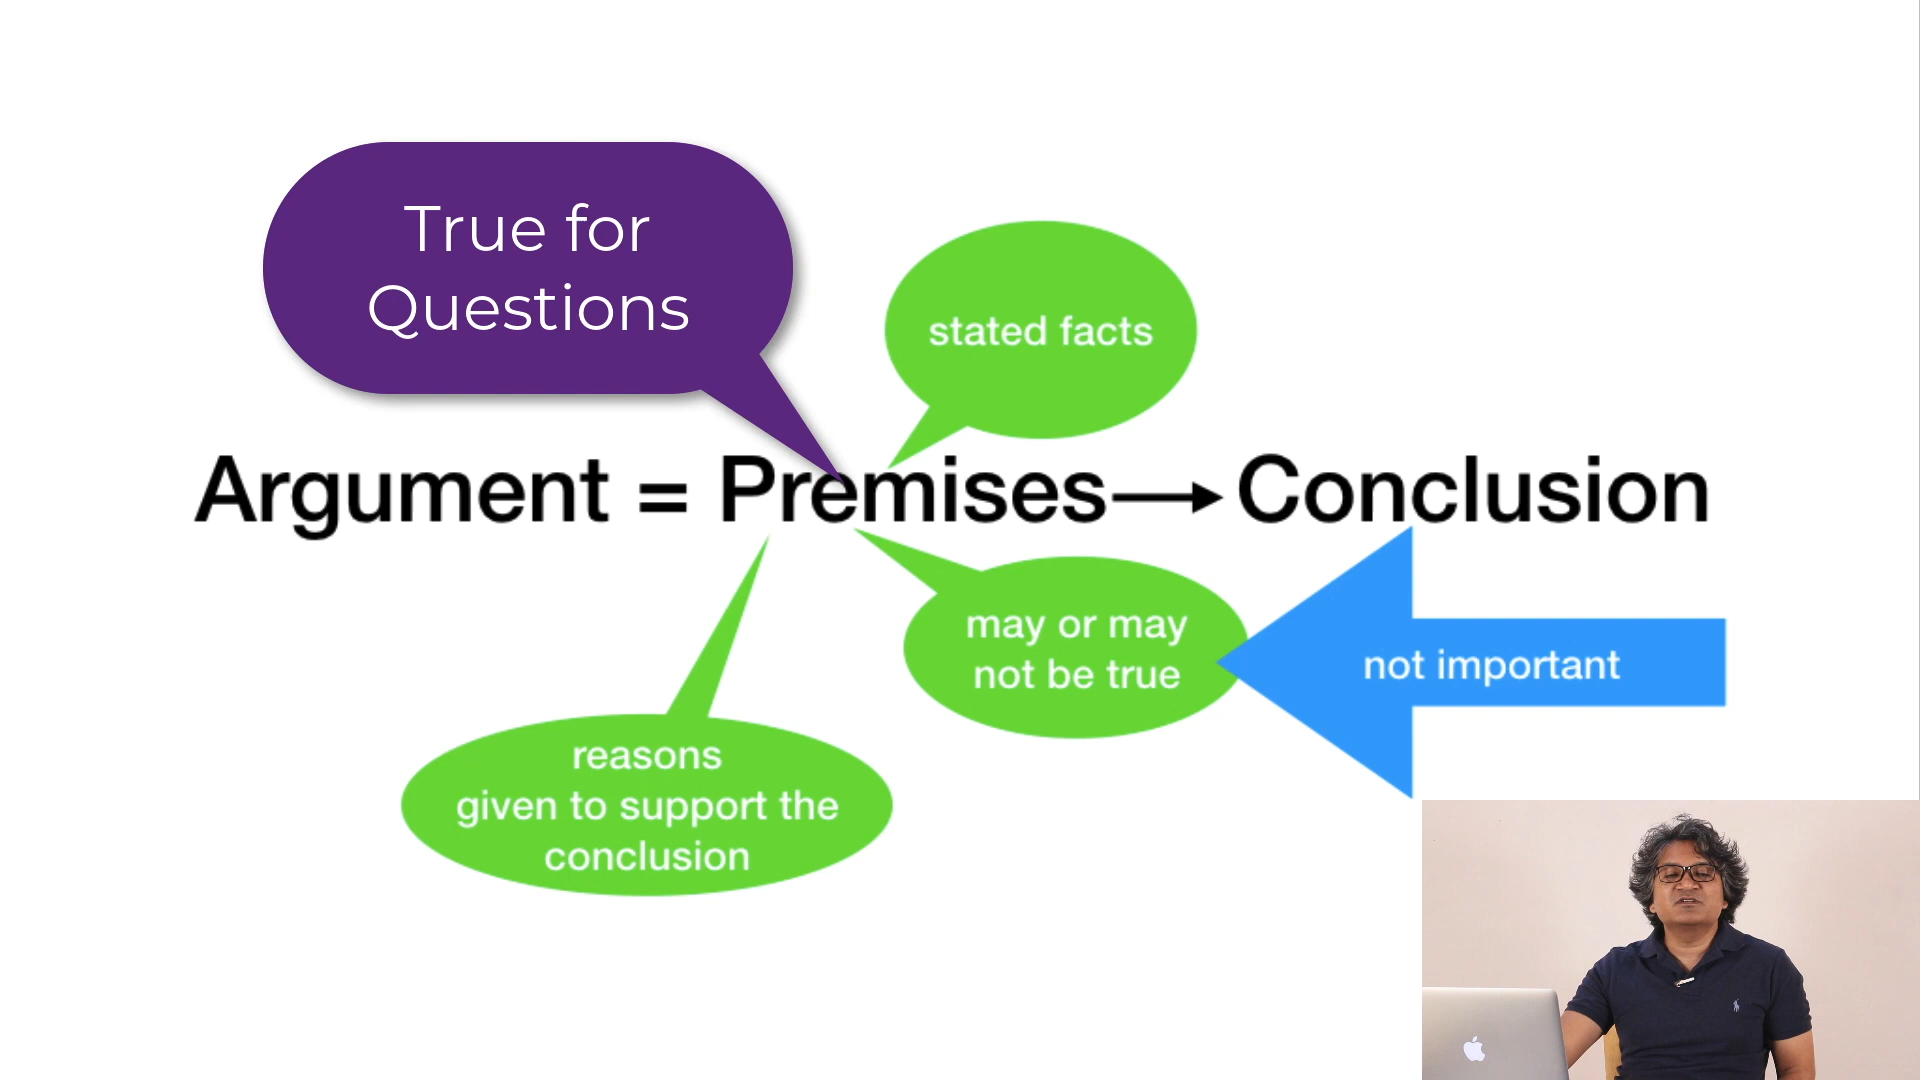 True for
Questions
stated facts
Argument = Premises → Conclusion
may or may
not be true
not important
reasons
given to support the
conclusion